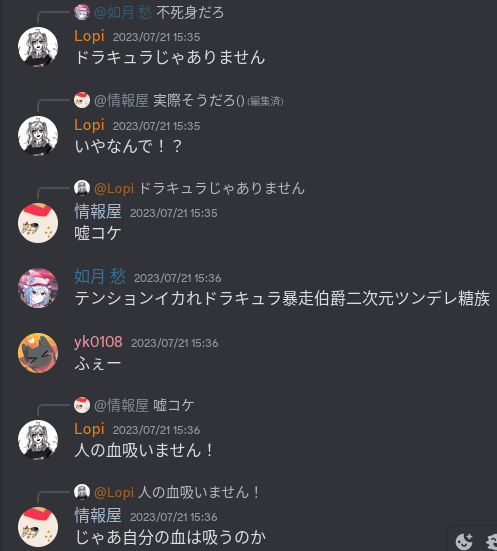 @如月 愁 不死身だろ
Lopi 2023/07/21 15:35
ドラキュラじゃありません
@情報屋 実際そうだろ() (編集済)
Lopi 2023/07/21 15:35
いやなんで！？
@Lopi ドラキュラじゃありません
情報屋 2023/07/21 15:35
嘘コケ
如月 愁 2023/07/21 15:36
テンションイカれドラキュラ暴走伯爵二次元ツンデレ糖族
yk0108 2023/07/21 15:36
ふぇー
@情報屋 嘘コケ
Lopi 2023/07/21 15:36
人の血吸いません！
@Lopi 人の血吸いません！
情報屋 2023/07/21 15:36
じゃあ自分の血は吸うのか